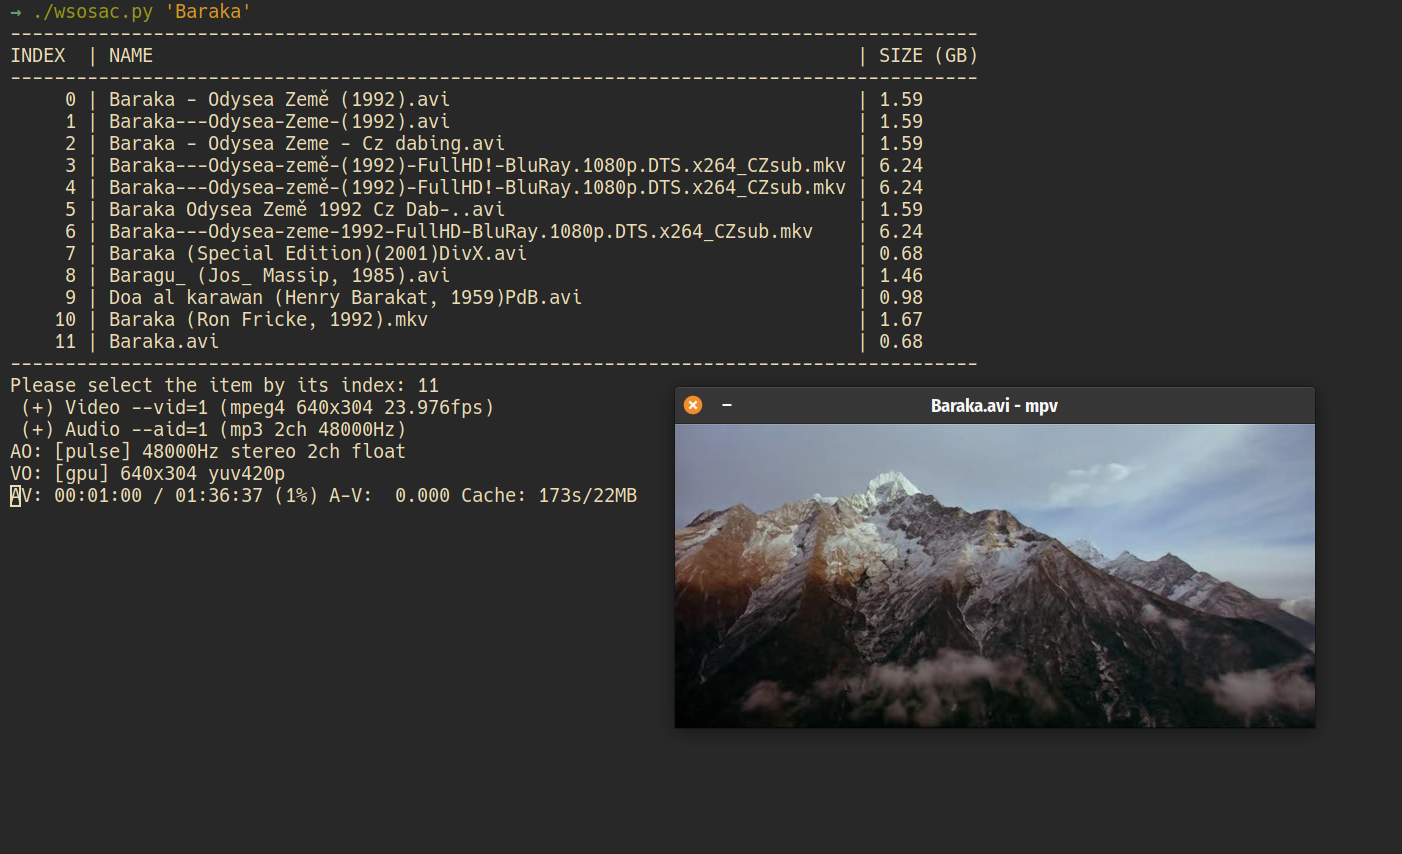 → ./wsosac.py 'Baraka'
----------------------------------------------------------------------------------------
INDEX  | NAME                                                                | SIZE (GB)
----------------------------------------------------------------------------------------
     0 | Baraka - Odysea Země (1992).avi                                     | 1.59
     1 | Baraka---Odysea-Zeme-(1992).avi                                     | 1.59
     2 | Baraka - Odysea Zeme - Cz dabing.avi                                | 1.59
     3 | Baraka---Odysea-země-(1992)-FullHD!-BluRay.1080p.DTS.x264_CZsub.mkv | 6.24
     4 | Baraka---Odysea-země-(1992)-FullHD!-BluRay.1080p.DTS.x264_CZsub.mkv | 6.24
     5 | Baraka Odysea Země 1992 Cz Dab-..avi                                | 1.59
     6 | Baraka---Odysea-zeme-1992-FullHD-BluRay.1080p.DTS.x264_CZsub.mkv    | 6.24
     7 | Baraka (Special Edition)(2001)DivX.avi                              | 0.68
     8 | Baragu_ (Jos_ Massip, 1985).avi                                     | 1.46
     9 | Doa al karawan (Henry Barakat, 1959)PdB.avi                         | 0.98
    10 | Baraka (Ron Fricke, 1992).mkv                                       | 1.67
    11 | Baraka.avi                                                          | 0.68
----------------------------------------------------------------------------------------
Please select the item by its index: 11
 (+) Video --vid=1 (mpeg4 640x304 23.976fps)
 (+) Audio --aid=1 (mp3 2ch 48000Hz)
AO: [pulse] 48000Hz stereo 2ch float
VO: [gpu] 640x304 yuv420p
AV: 00:01:00 / 01:36:37 (1%) A-V:  0.000 Cache: 173s/22MB
Baraka.avi - mpv